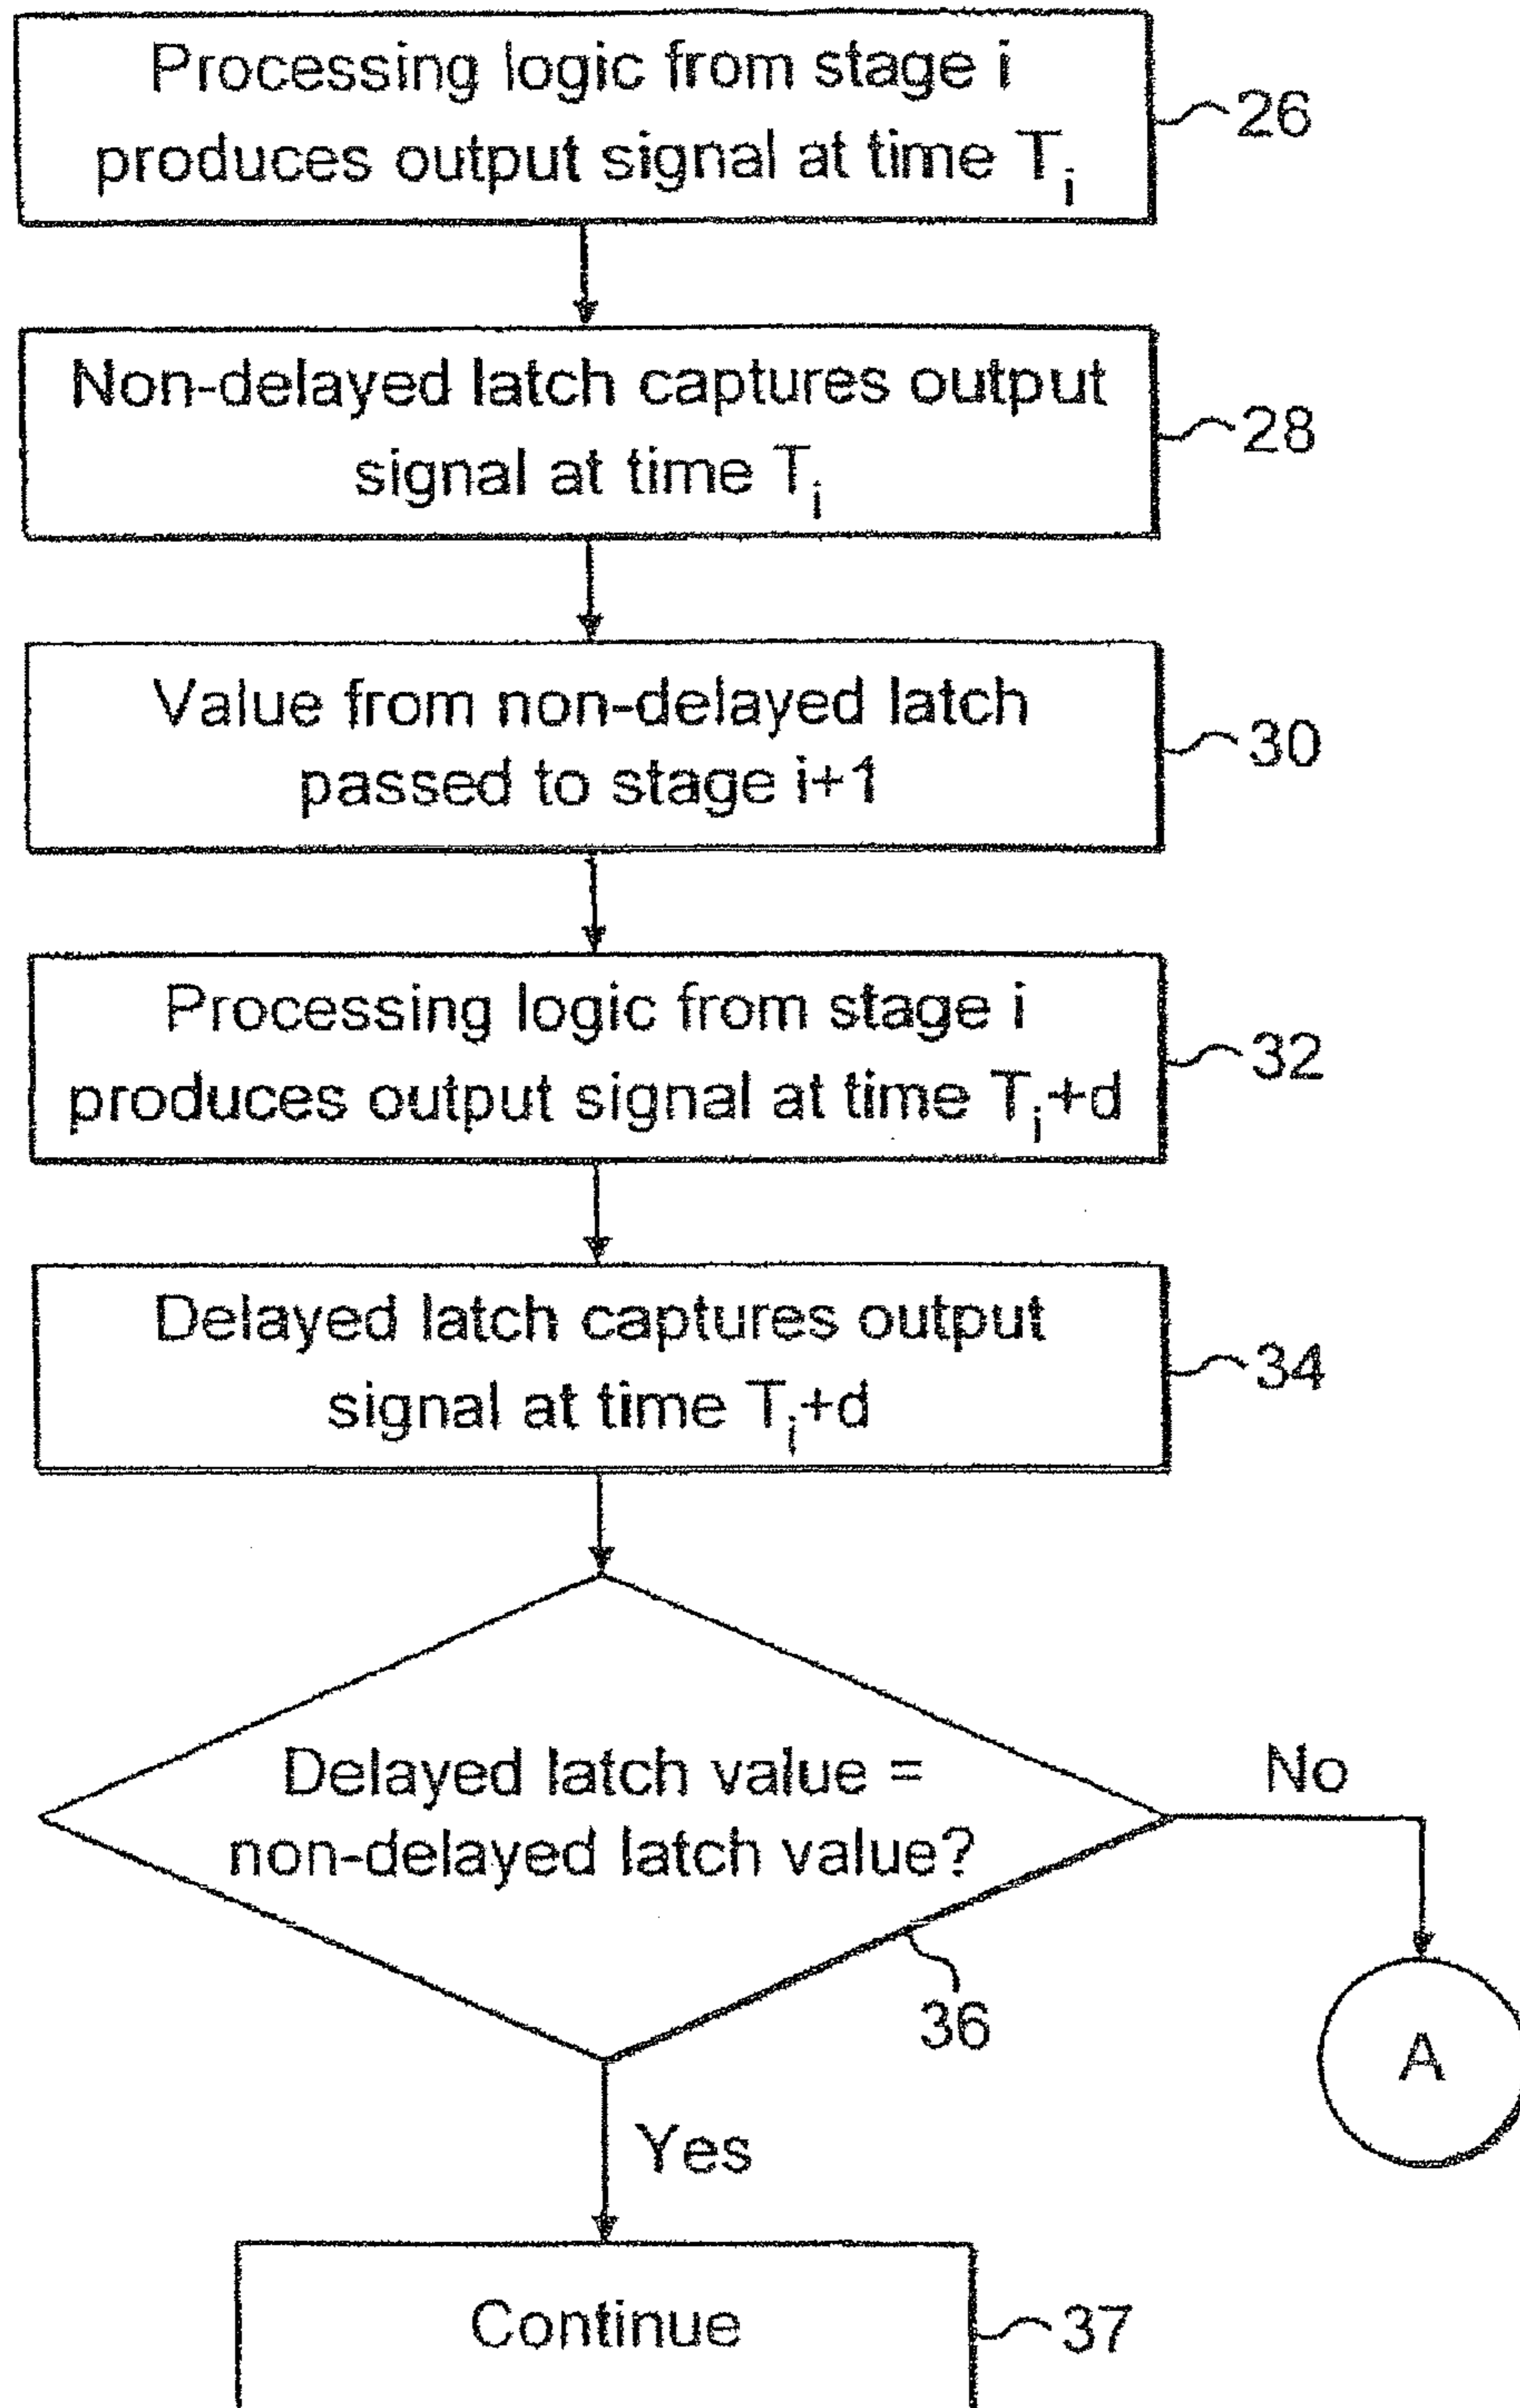 Processing logic from stage i
produces output signal at time Ti
26
Non-delayed latch captures output
signal at time Ti
28
Value from non-delayed latch
passed to stage i+1
30
Processing logic from stage i
produces output signal at time Ti+d
32
Delayed latch captures output
signal at time Ti+d
34
Delayed latch value =
non-delayed latch value?
36
No
A
Yes
Continue
37